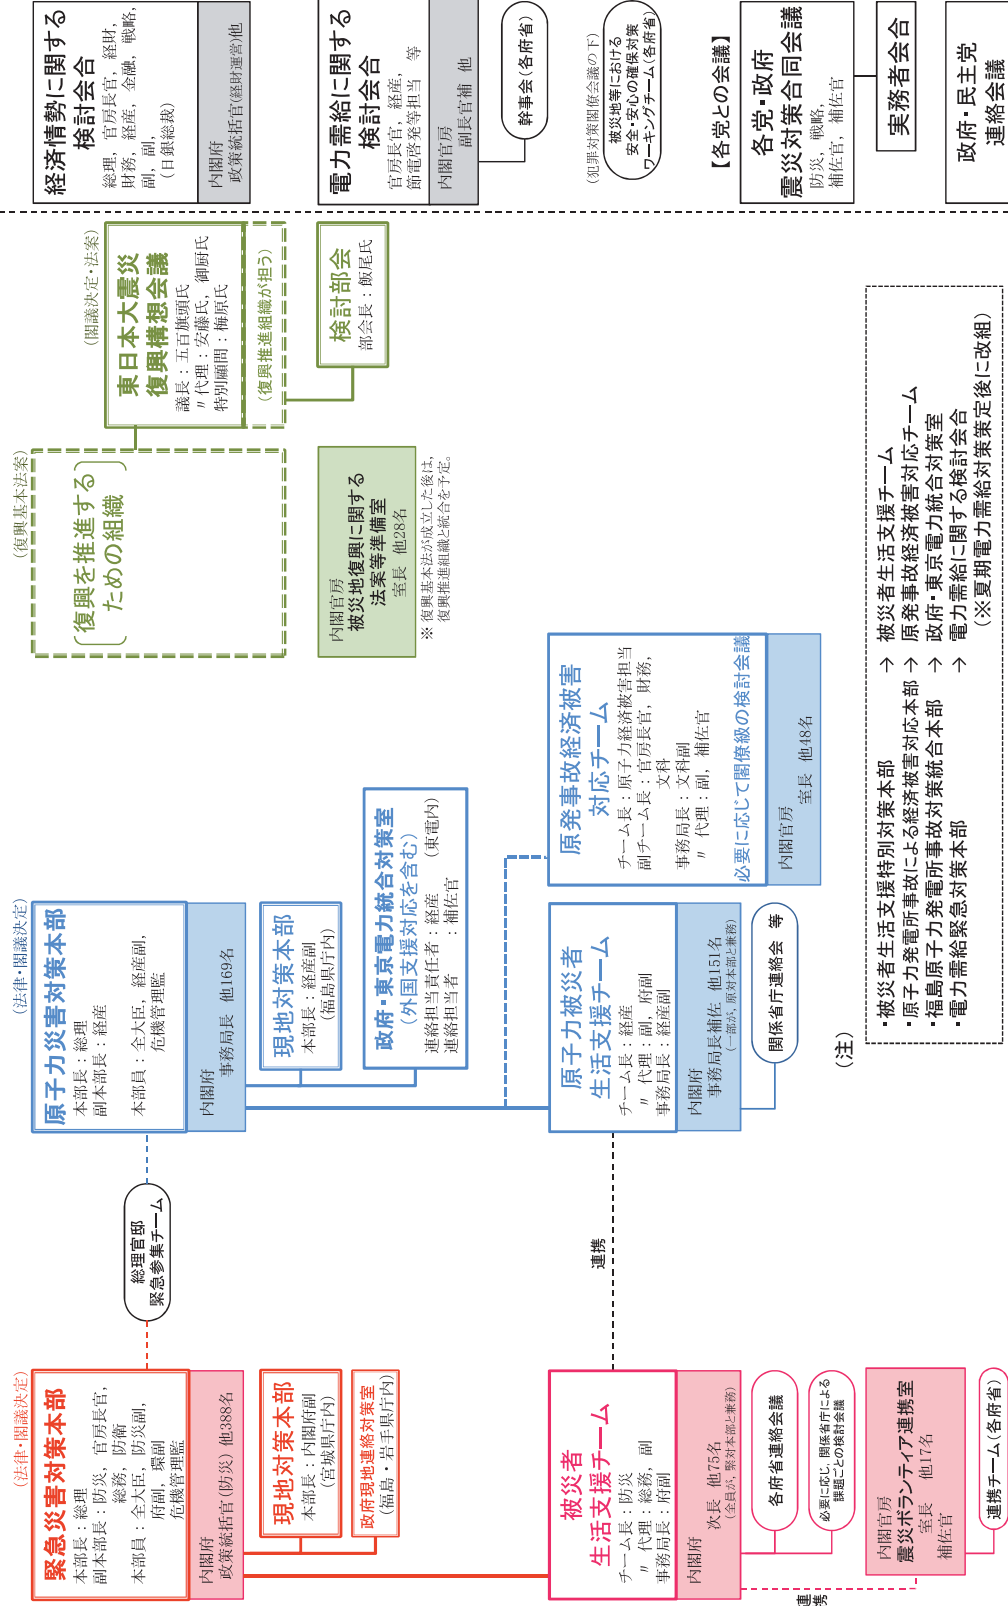 (法律・閣議決定)
緊急災害対策本部
本部長：総理
副本部長：防災，官房長官，
総務，防衛
本部員：全大臣，防災副，
府副，環副
危機管理監
内閣府
政策統括官(防災)他388名
現地対策本部
本部長：内閣府副
(宮城県庁内)
政府現地連絡対策室
(福島・岩手県庁内)
被災者
生活支援チーム
チーム長：防災
〃 代理：総務，副
事務局長：府副
内閣府
次長　他75名
(全員が，緊対本部と兼務)
各府省連絡会議
必要に応じ，関係省庁による
課題ごとの検討会議
連携
内閣官房
震災ボランティア連携室
室長　他17名
補佐官
連携チーム(各府省)
総理官邸
緊急参集チーム
連携
(法律・閣議決定)
原子力災害対策本部
本部長：総理
副本部長：経産
本部員：全大臣，経産副，
危機管理監
内閣府
事務局長　他169名
現地対策本部
本部長：経産副
(福島県庁内)
政府・東京電力統合対策室
(外国支援対応を含む)
連絡担当責任者：経産　(東電内)
連絡担当者　：補佐官
原子力被災者
生活支援チーム
チーム長：経産
〃 代理：副，府副
事務局長：経産副
内閣府
事務局長補佐　他151名
(一部が，原対本部と兼務)
関係省庁連絡会　等
原発事故経済被害
対応チーム
チーム長：原子力経済被害担当
副チーム長：官房長官，財務，
文科
事務局長：文科副
〃 代理：副，補佐官
必要に応じて閣僚級の検討会議
内閣官房
室長　他48名
(復興基本法案)
復興を推進する
ための組織
(閣議決定・法案)
東日本大震災
復興構想会議
議長：五百旗頭氏
〃 代理：安藤氏，御厨氏
特別顧問：梅原氏
(復興推進組織が担う)
検討部会
部会長：飯尾氏
内閣官房
被災地復興に関する
法案等準備室
室長　他28名
※ 復興基本法が成立した後は，
復興推進組織と統合を予定。
(注)
・被災者生活支援特別対策本部　→　被災者生活支援チーム
・原子力発電所事故による経済被害対応本部 → 原発事故経済被害対応チーム
・福島原子力発電所事故対策統合本部　→　政府・東京電力統合対策室
・電力需給緊急対策本部　→　電力需給に関する検討会合
(※夏期電力需給対策策定後に改組)
経済情勢に関する
検討会合
総理，官房長官，経財，
財務，経産，金融，戦略，
副，副，
(日銀総裁)
内閣府
政策統括官(経財運営)他
電力需給に関する
検討会合
官房長官，経産，
節電啓発等担当　等
内閣官房
副長官補　他
幹事会(各府省)
(犯罪対策閣僚会議の下)
被災地等における
安全・安心の確保対策
ワーキングチーム(各府省)
【各党との会議】
各党・政府
震災対策合同会議
防災，戦略，
補佐官，補佐官
実務者会合
政府・民主党
連絡会議